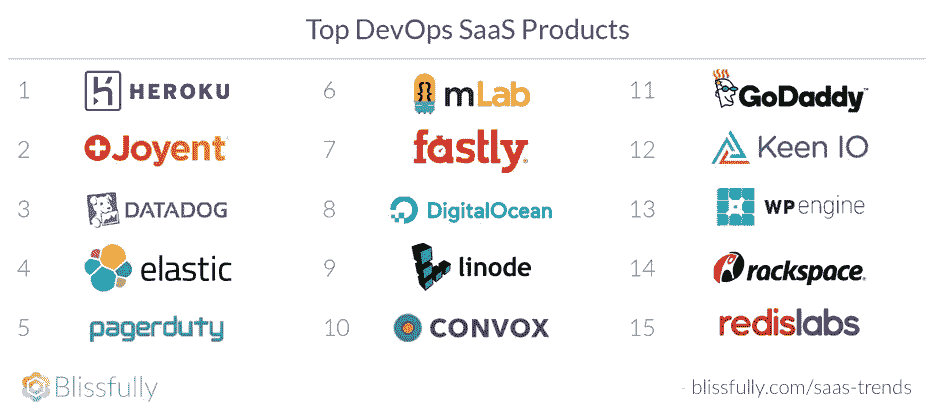 Top DevOps SaaS Products
1 HEROKU
2 Joyent
3 DATADOG
4 elastic
5 pagerduty
6 mLab
7 fastly
8 DigitalOcean
9 linode
10 CONVOX
11 GoDaddy™
12 Keen IO
13 WP engine
14 rackspace.
15 redislabs
Blissfully
- blissfully.com/saas-trends